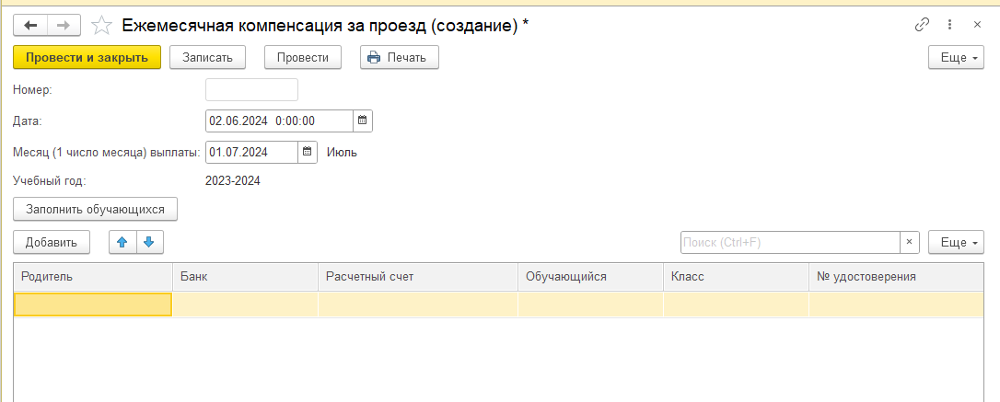 Ежемесячная компенсация за проезд (создание) *
Провести и закрыть Записать Провести Печать Еще
Номер:
Дата: 02.06.2024 0:00:00
Месяц (1 число месяца) выплаты: 01.07.2024 Июль
Учебный год: 2023-2024
Заполнить обучающихся
Добавить Поиск (Ctrl+F) × Еще
Родитель Банк Расчетный счет Обучающийся Класс № удостоверения